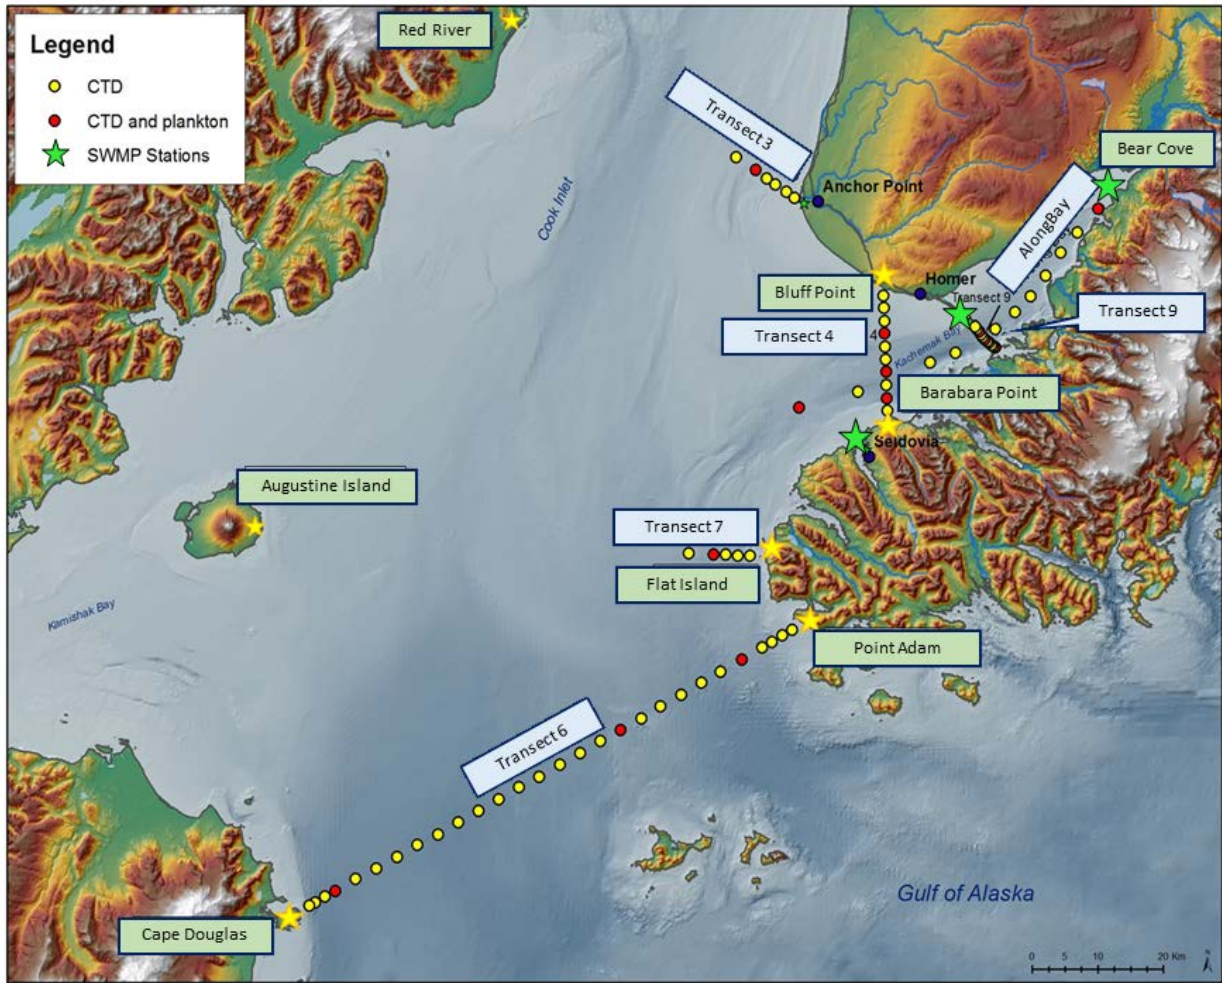 Red River
Legend
CTD
CTD and plankton
SWMP Stations
Transect 3
Bear Cove
Anchor Point
AlongBay
Cook Inlet
Homer
Bluff Point
Transect 9
Transect 9
Transect 4
4
Kachemak Bay
Barabara Point
Seldovia
Augustine Island
Transect 7
Flat Island
Kamishak Bay
Point Adam
Transect 6
Gulf of Alaska
Cape Douglas
N
0 5 10 20 Km